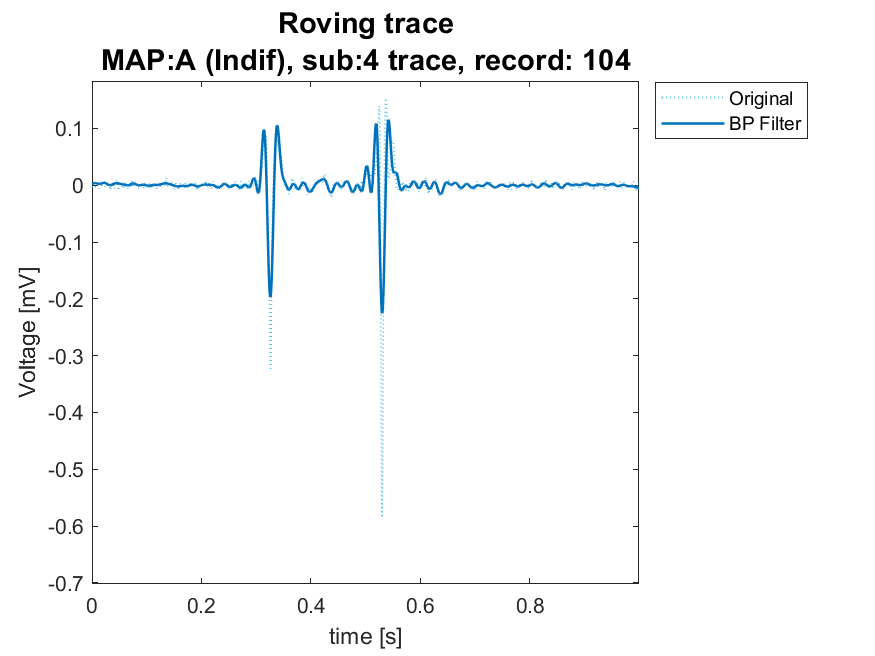 Roving trace
MAP:A (Indif), sub:4 trace, record: 104
Original
BP Filter
0.1
0
-0.1
-0.2
-0.3
-0.4
-0.5
-0.6
-0.7
Voltage [mV]
0 0.2 0.4 0.6 0.8
time [s]